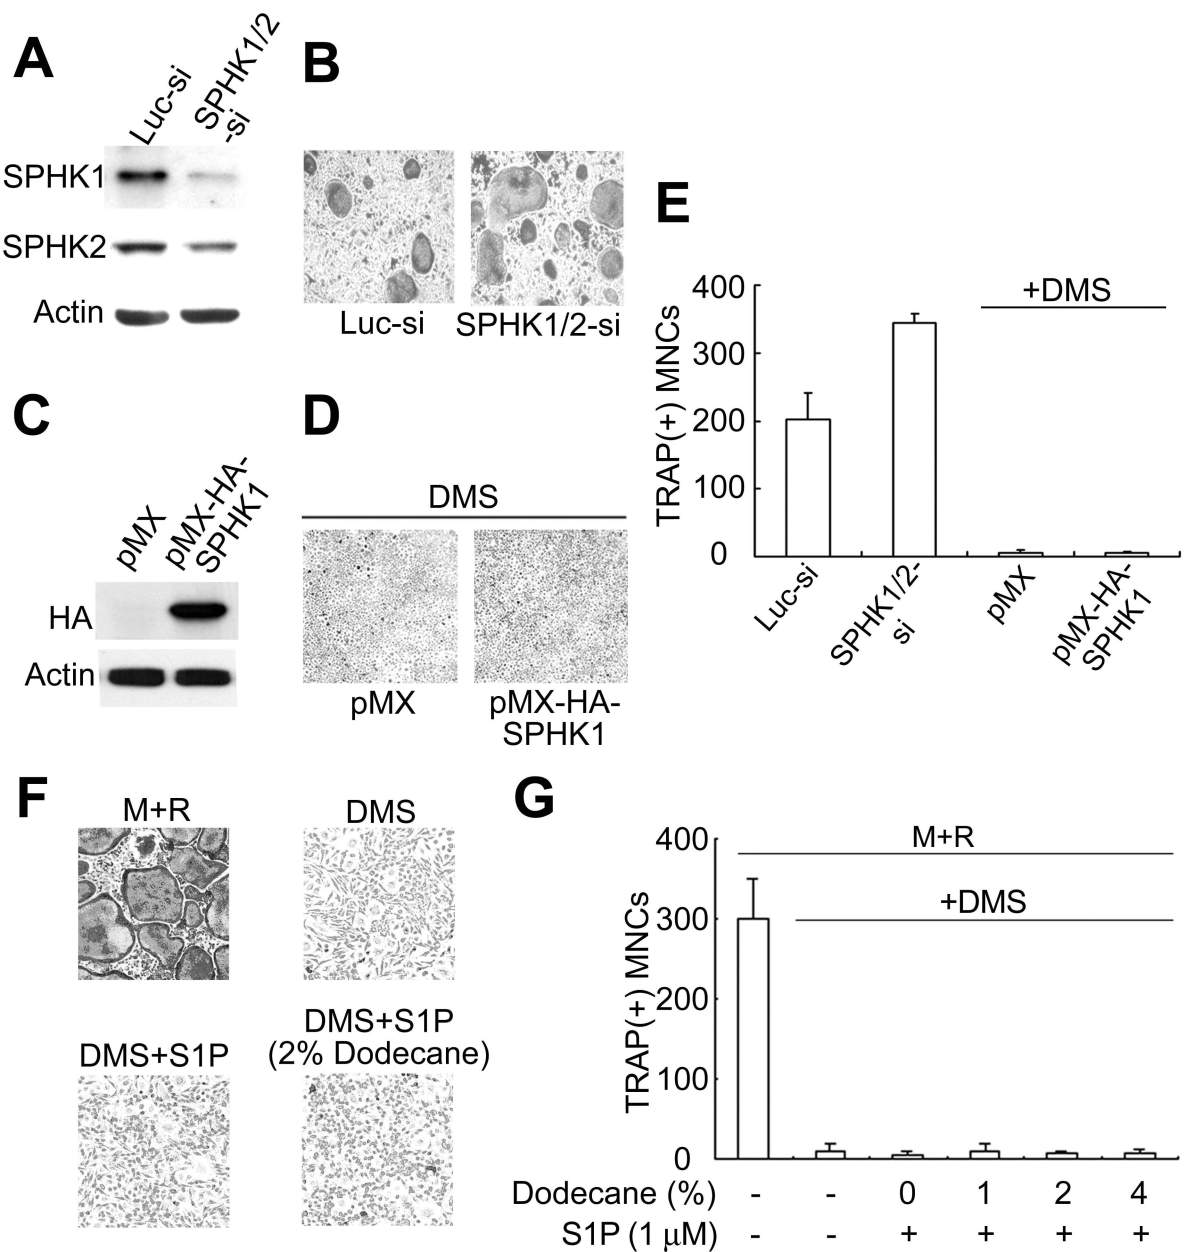 A
Luc-si
SPHK1/2
-si
SPHK1
SPHK2
Actin
B
Luc-si
SPHK1/2-si
C
pMX
pMX-HA-
SPHK1
HA
Actin
D
DMS
pMX
pMX-HA-
SPHK1
E
TRAP(+) MNCs
400
300
200
100
0
+DMS
Luc-si
SPHK1/2-
si
pMX
pMX-HA-
SPHK1
F
M+R
DMS
DMS+S1P
DMS+S1P
(2% Dodecane)
G
TRAP(+) MNCs
400
300
200
100
0
M+R
+DMS
Dodecane (%) - - 0 1 2 4
S1P (1 μM) - - + + + +